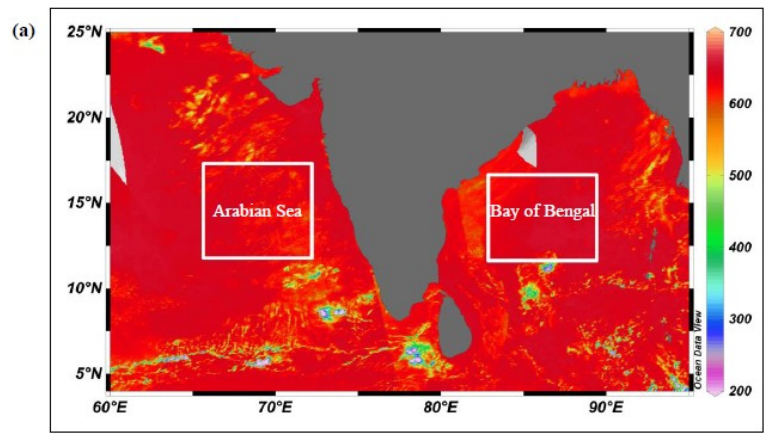 (a)
25°N
20°N
15°N
10°N
5°N
60°E
70°E
80°E
90°E
Arabian Sea
Bay of Bengal
700
600
500
400
300
200
Ocean Data View